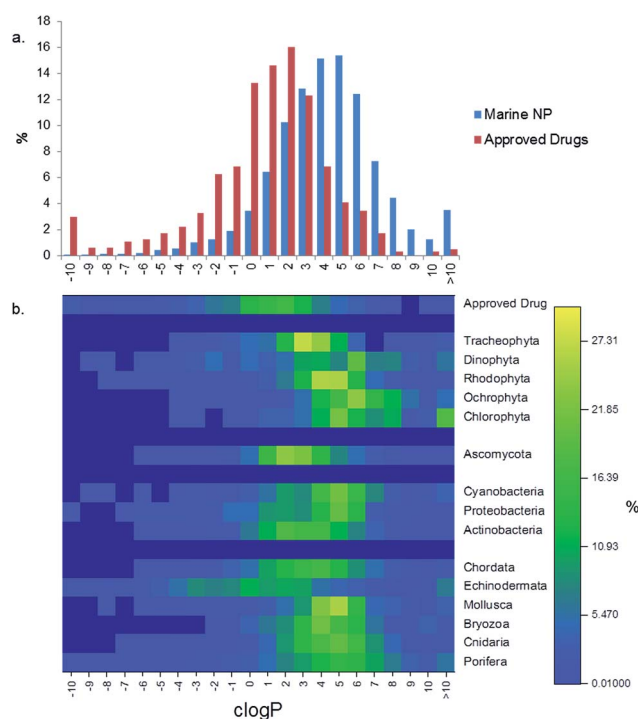 a.
18
16
14
12
10
8
6
4
2
0
%
-10 -9 -8 -7 -6 -5 -4 -3 -2 -1 0 1 2 3 4 5 6 7 8 9 10 >10
Marine NP
Approved Drugs
b.
Approved Drug
Tracheophyta
Dinophyta
Rhodophyta
Ochrophyta
Chlorophyta
Ascomycota
Cyanobacteria
Proteobacteria
Actinobacteria
Chordata
Echinodermata
Mollusca
Bryozoa
Cnidaria
Porifera
-10 -9 -8 -7 -6 -5 -4 -3 -2 -1 0 1 2 3 4 5 6 7 8 9 10 >10
clogP
27.31
21.85
16.39
10.93
5.470
0.01000
%